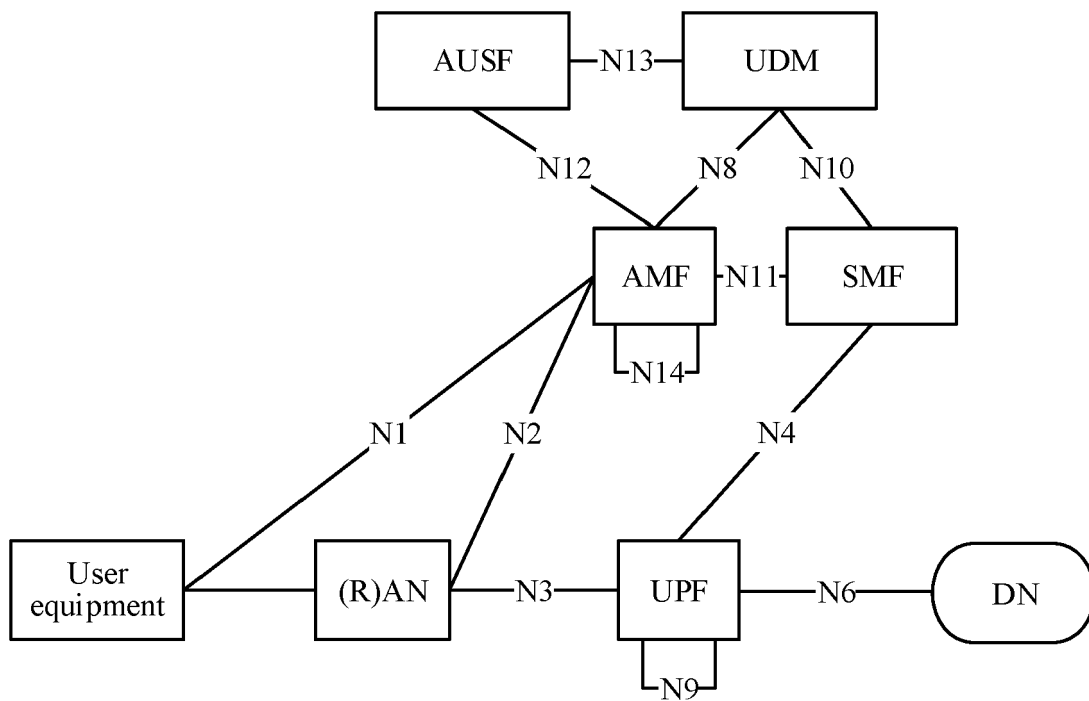 AUSF
N13
UDM
N12
N8
N10
AMF
N11
SMF
N14
N1
N2
N4
User
equipment
(R)AN
N3
UPF
N6
DN
N9